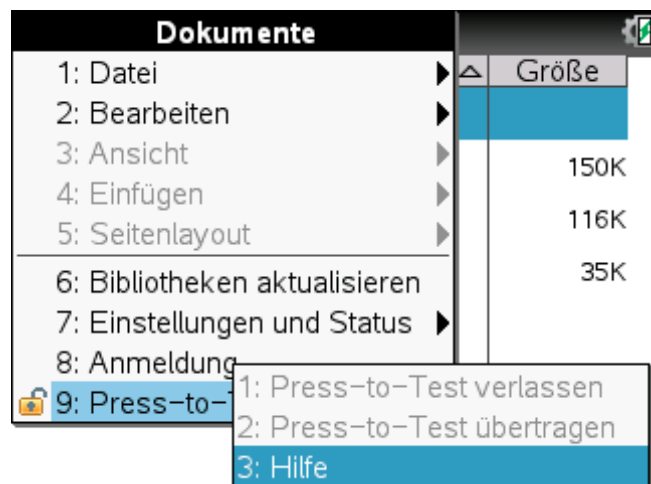 Dokumente
1: Datei
2: Bearbeiten
3: Ansicht
4: Einfügen
5: Seitenlayout
6: Bibliotheken aktualisieren
7: Einstellungen und Status
8: Anmeldung
9: Press-to-
1: Press-to-Test verlassen
2: Press-to-Test übertragen
3: Hilfe
Größe
150K
116K
35K